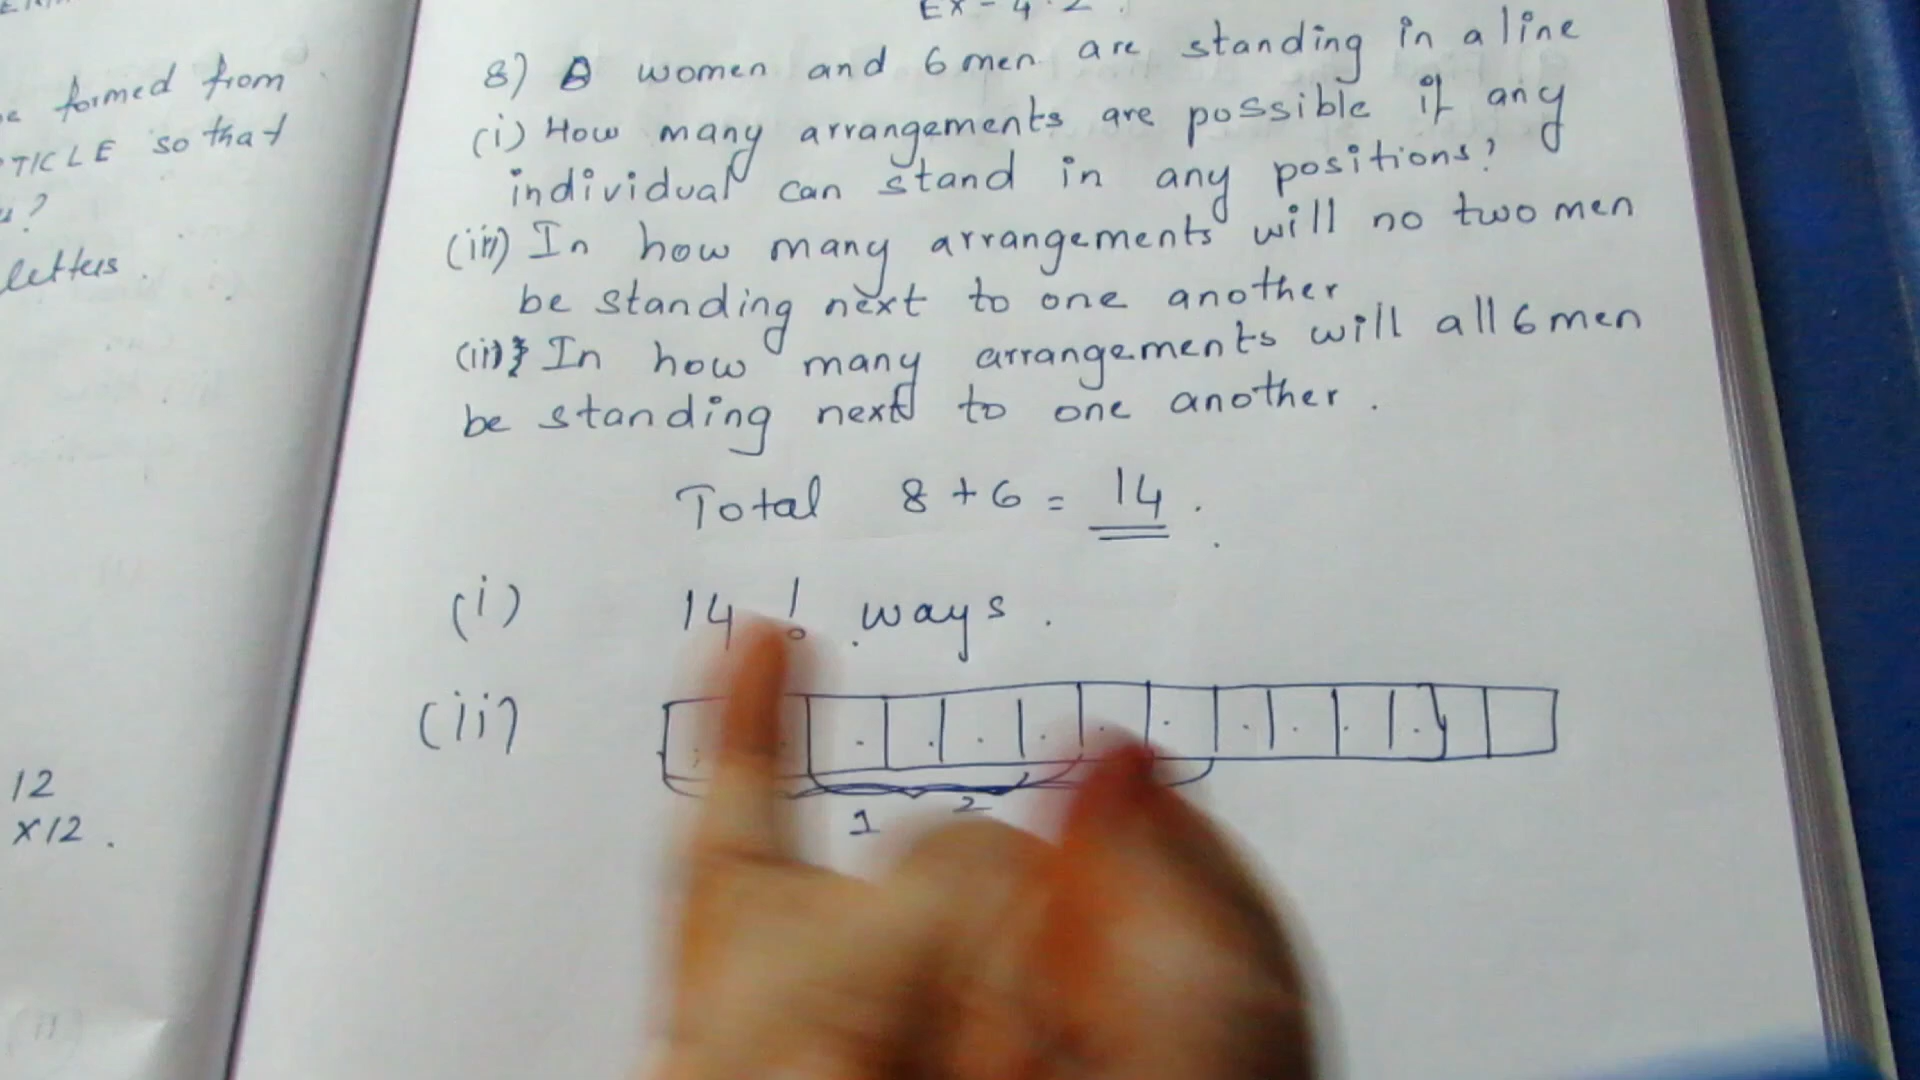 Ex - 4.2.
e formed from
TICLE so that
?
letters.
12
x12.
8) 8 women and 6 men are standing in a line
(i) How many arrangements are possible if any
individual can stand in any positions?
(iii) In how many arrangements will no two men
be standing next to one another
(ii) In how many arrangements will all 6 men
be standing next to one another.
Total 8 + 6 = 14.
(i) 14! ways.
(ii)
1 2